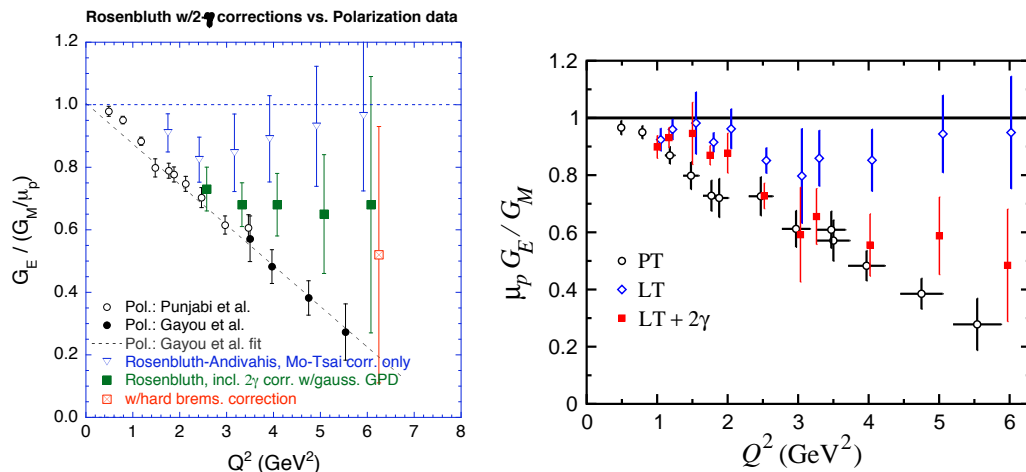 Rosenbluth w/2-γ corrections vs. Polarization data
1.2
1.0
0.8
0.6
0.4
0.2
0.0
G_E / (G_M/μ_p)
Pol.: Punjabi et al.
Pol.: Gayou et al.
Pol.: Gayou et al. fit
Rosenbluth-Andivahis, Mo-Tsai corr. only
Rosenbluth, incl. 2γ corr. w/gauss. GPD
w/hard brems. correction
0 1 2 3 4 5 6 7 8
Q² (GeV²)
1.2
1
0.8
0.6
0.4
0.2
0
μ_p G_E / G_M
PT
LT
LT + 2γ
0 1 2 3 4 5 6
Q² (GeV²)